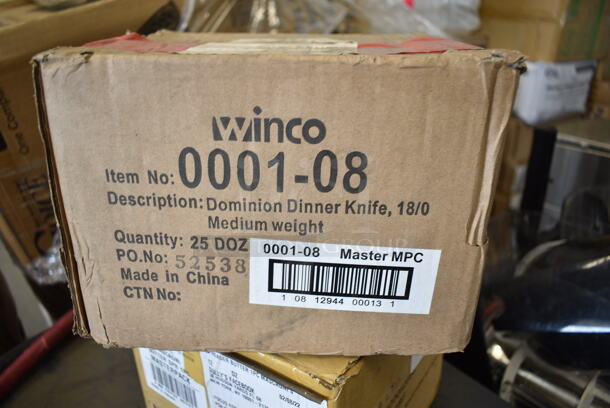 winco
Item No: 0001-08
Description: Dominion Dinner Knife, 18/0
Medium weight
Quantity: 25 DOZ
PO.No: 52538
Made in China
CTN No:
0001-08 Master MPC
1 08 12944 00013 1